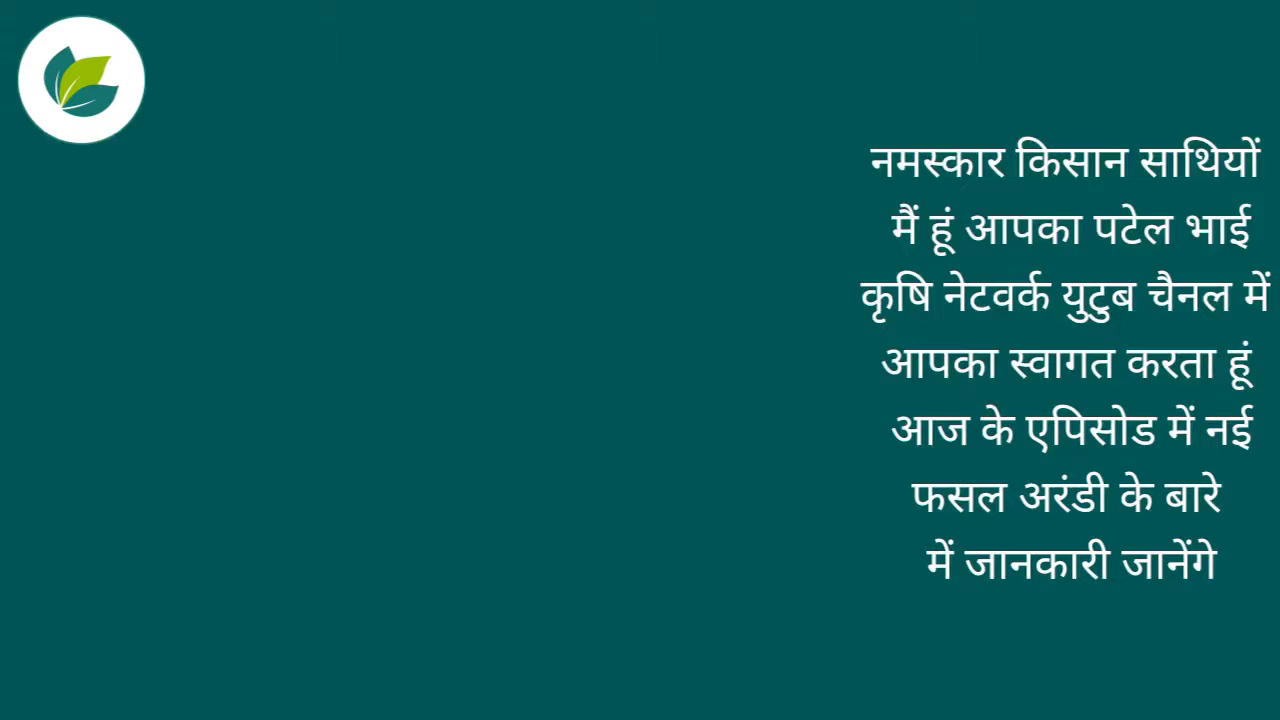 नमस्कार किसान साथियों
मैं हूं आपका पटेल भाई
कृषि नेटवर्क युटुब चैनल में
आपका स्वागत करता हूं
आज के एपिसोड में नई
फसल अरंडी के बारे
में जानकारी जानेंगे